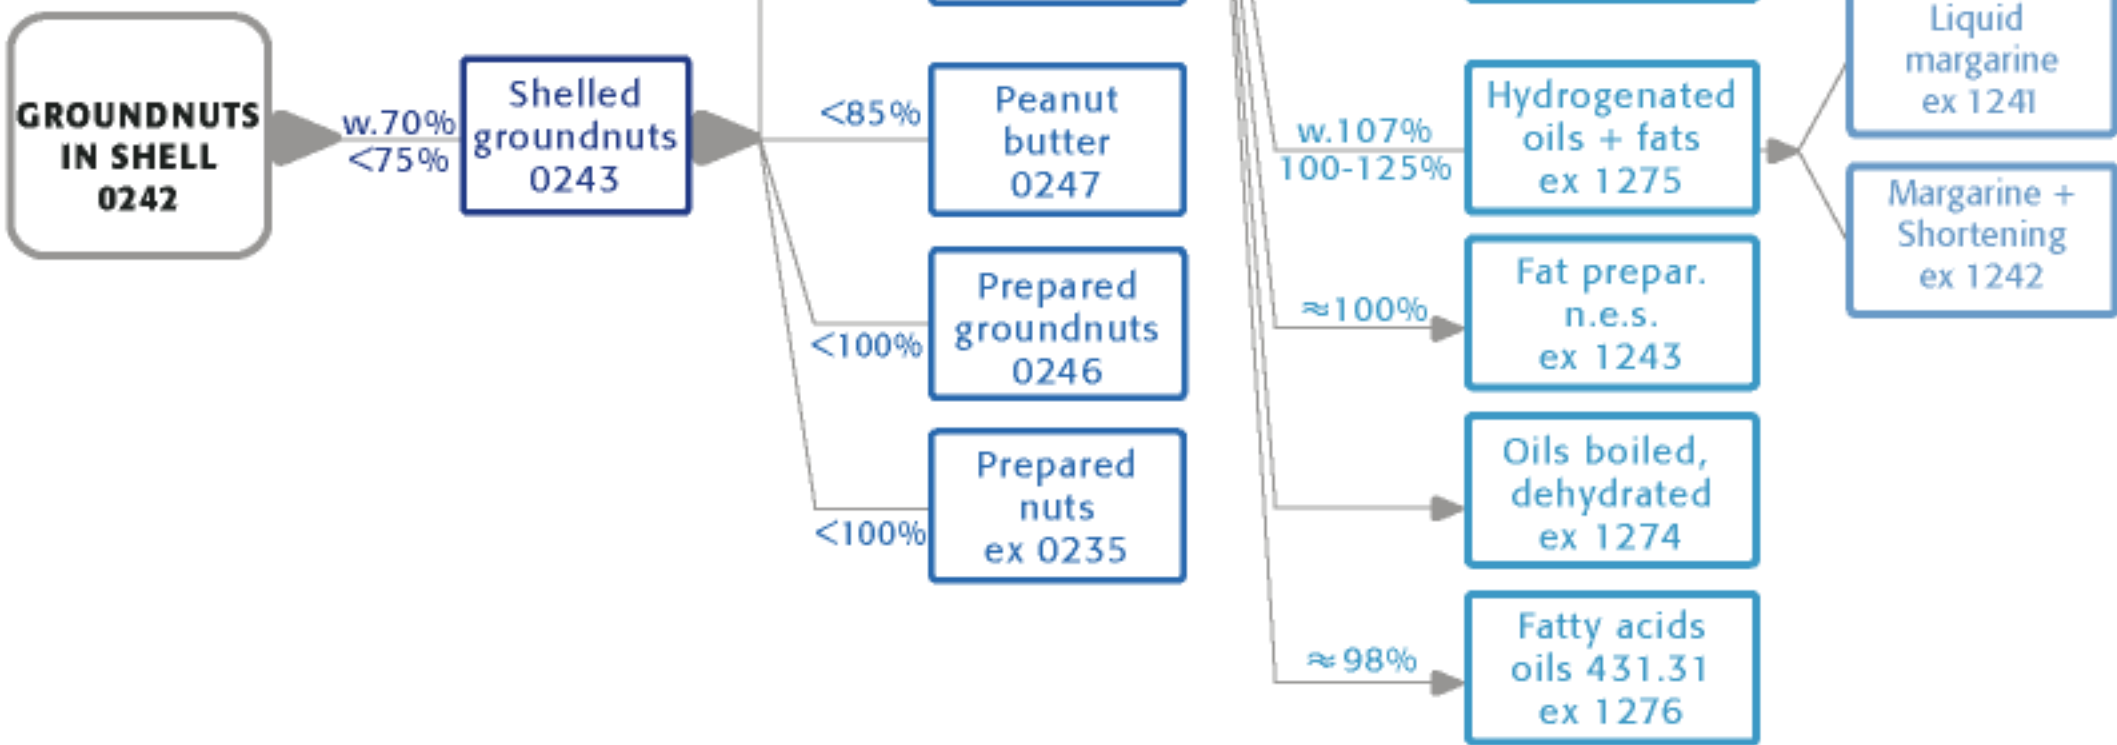 GROUNDNUTS
IN SHELL
0242
w.70%
<75%
Shelled
groundnuts
0243
<85%
Peanut
butter
0247
<100%
Prepared
groundnuts
0246
<100%
Prepared
nuts
ex 0235
w.107%
100-125%
Hydrogenated
oils + fats
ex 1275
≈100%
Fat prepar.
n.e.s.
ex 1243
Oils boiled,
dehydrated
ex 1274
≈98%
Fatty acids
oils 431.31
ex 1276
Liquid
margarine
ex 1241
Margarine +
Shortening
ex 1242